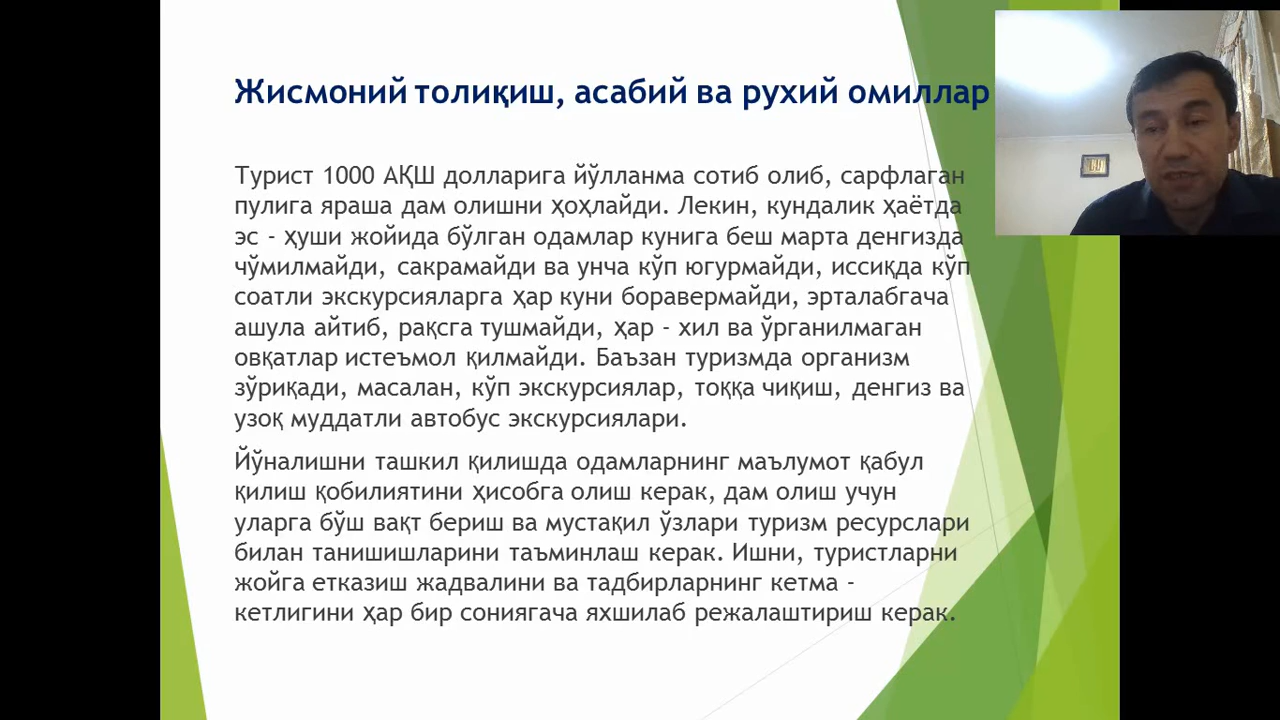 Жисмоний толиқиш, асабий ва рухий омиллар
Турист 1000 АҚШ долларига йўлланма сотиб олиб, сарфлаган
пулига яраша дам олишни ҳоҳлайди. Лекин, кундалик ҳаётда
эс - ҳуши жойида бўлган одамлар кунига беш марта денгизда
чўмилмайди, сакрамайди ва унча кўп югурмайди, иссиқда кўп
соатли экскурсияларга ҳар куни боравермайди, эрталабгача
ашула айтиб, рақсга тушмайди, ҳар - хил ва ўрганилмаган
овқатлар истеъмол қилмайди. Баъзан туризмда организм
зўриқади, масалан, кўп экскурсиялар, тоққа чиқиш, денгиз ва
узоқ муддатли автобус экскурсиялари.
Йўналишни ташкил қилишда одамларнинг маълумот қабул
қилиш қобилиятини ҳисобга олиш керак, дам олиш учун
уларга бўш вақт бериш ва мустақил ўзлари туризм ресурслари
билан танишишларини таъминлаш керак. Ишни, туристларни
жойга етказиш жадвалини ва тадбирларнинг кетма -
кетлигини ҳар бир сониягача яхшилаб режалаштириш керак.